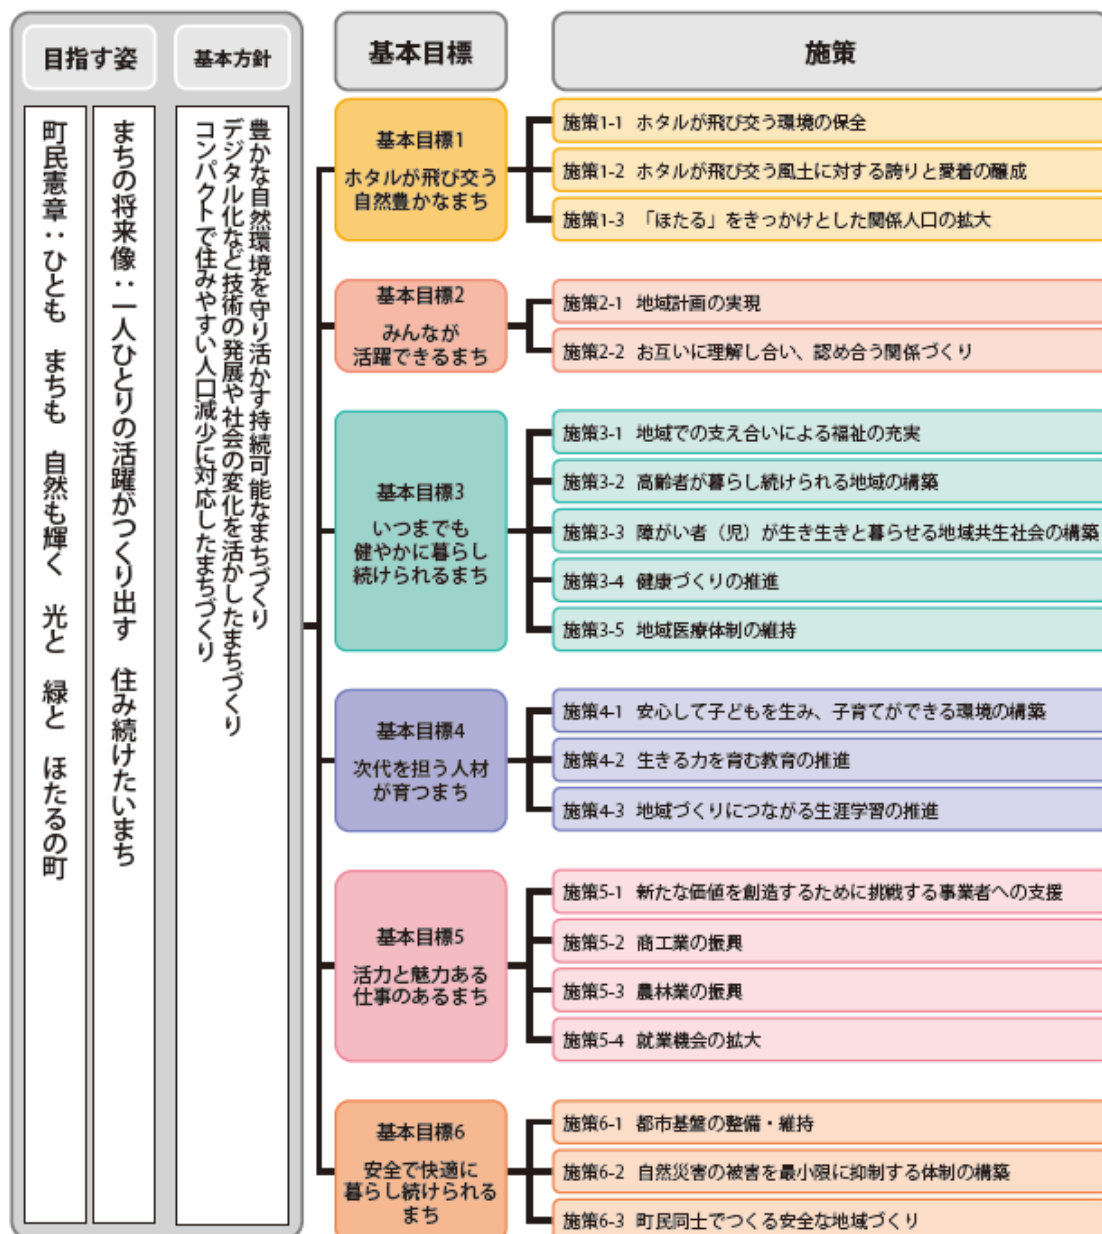 目指す姿
町民憲章：ひとも　まちも　自然も輝く　光と　緑と　ほたるの町
まちの将来像：一人ひとりの活躍がつくり出す　住み続けたいまち
基本方針
豊かな自然環境を守り活かす持続可能なまちづくり
デジタル化など技術の発展や社会の変化を活かしたまちづくり
コンパクトで住みやすい人口減少に対応したまちづくり
基本目標
施策
基本目標1
ホタルが飛び交う
自然豊かなまち
施策1-1 ホタルが飛び交う環境の保全
施策1-2 ホタルが飛び交う風土に対する誇りと愛着の醸成
施策1-3 「ほたる」をきっかけとした関係人口の拡大
基本目標2
みんなが
活躍できるまち
施策2-1 地域計画の実現
施策2-2 お互いに理解し合い、認め合う関係づくり
基本目標3
いつまでも
健やかに暮らし
続けられるまち
施策3-1 地域での支え合いによる福祉の充実
施策3-2 高齢者が暮らし続けられる地域の構築
施策3-3 障がい者（児）が生き生きと暮らせる地域共生社会の構築
施策3-4 健康づくりの推進
施策3-5 地域医療体制の維持
基本目標4
次代を担う人材
が育つまち
施策4-1 安心して子どもを生み、子育てができる環境の構築
施策4-2 生きる力を育む教育の推進
施策4-3 地域づくりにつながる生涯学習の推進
基本目標5
活力と魅力ある
仕事のあるまち
施策5-1 新たな価値を創造するために挑戦する事業者への支援
施策5-2 商工業の振興
施策5-3 農林業の振興
施策5-4 就業機会の拡大
基本目標6
安全で快適に
暮らし続けられる
まち
施策6-1 都市基盤の整備・維持
施策6-2 自然災害の被害を最小限に抑制する体制の構築
施策6-3 町民同士でつくる安全な地域づくり